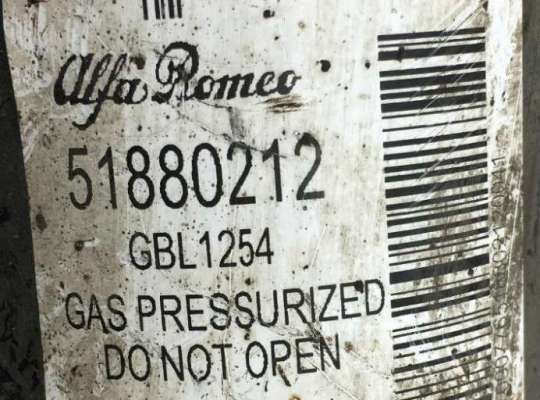 Alfa Romeo
51880212
GBL1254
GAS PRESSURIZED
DO NOT OPEN